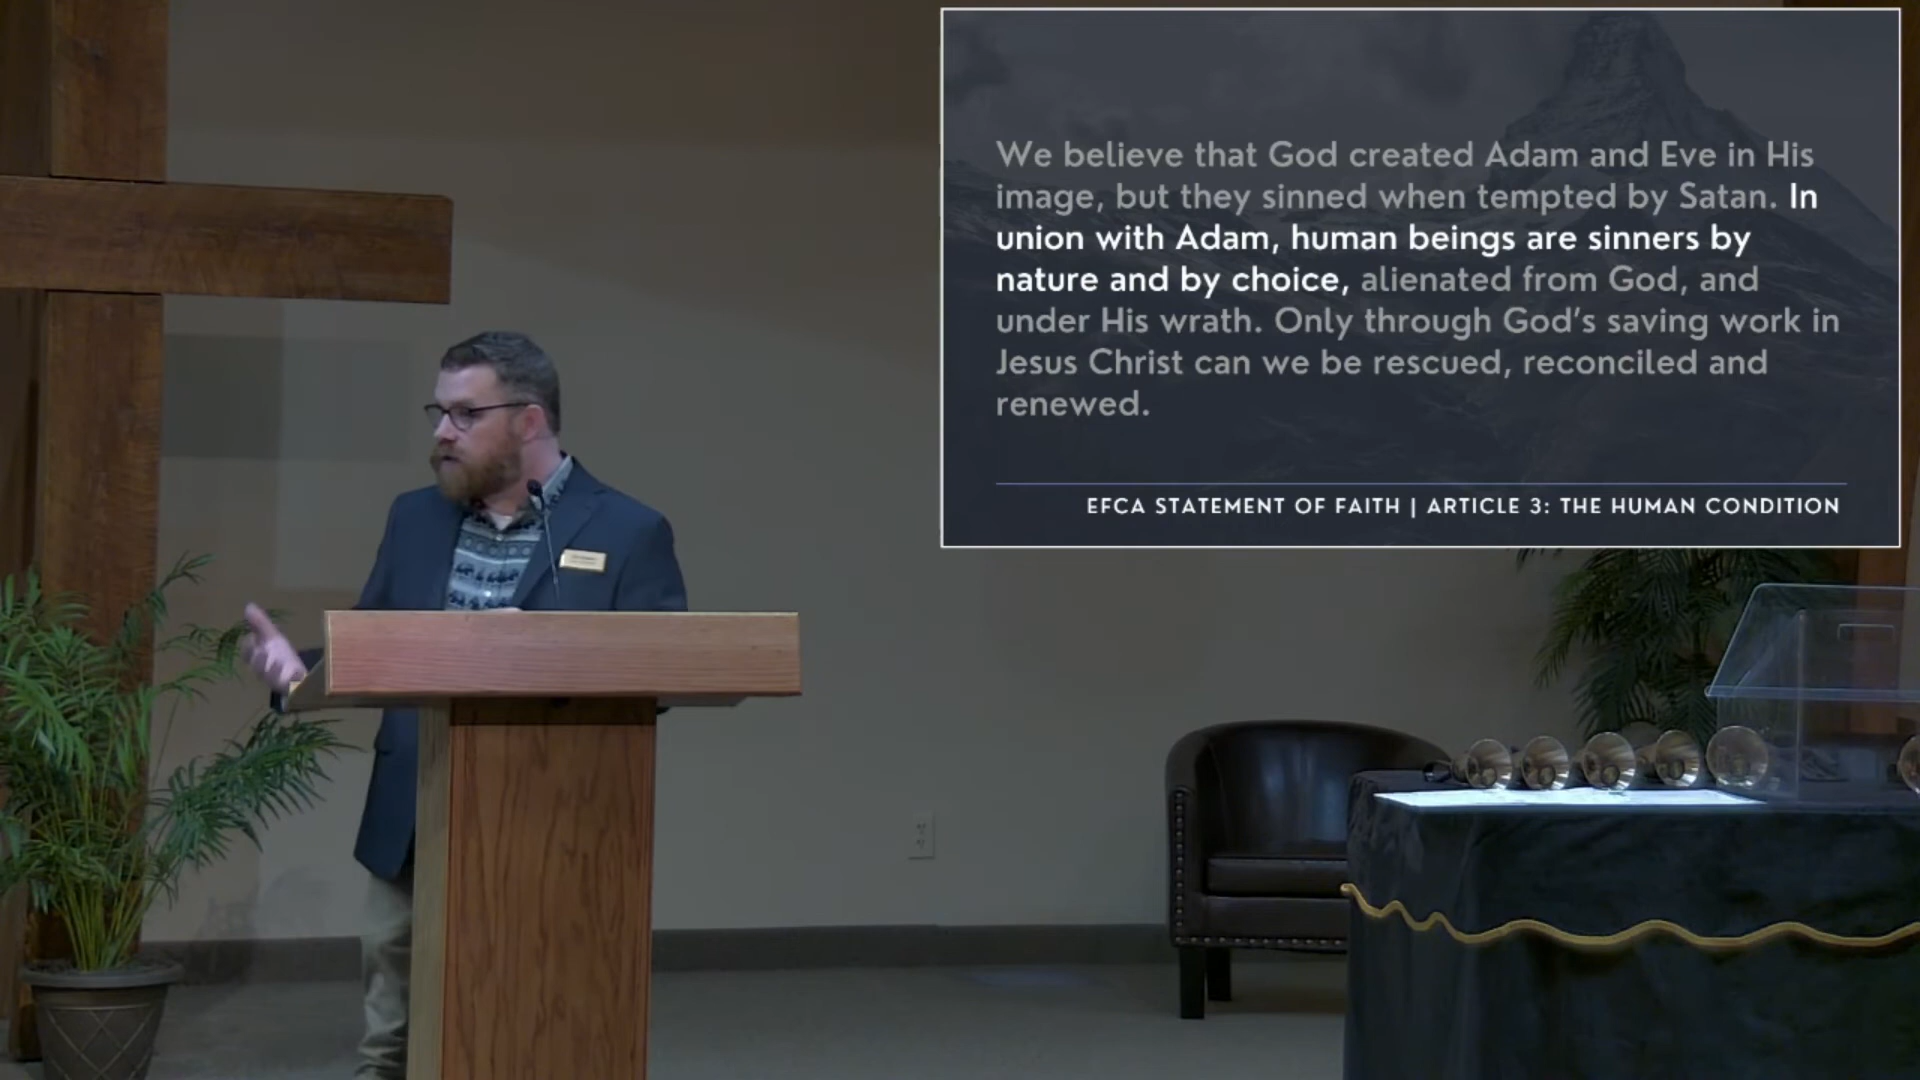 We believe that God created Adam and Eve in His
image, but they sinned when tempted by Satan. In
union with Adam, human beings are sinners by
nature and by choice, alienated from God, and
under His wrath. Only through God's saving work in
Jesus Christ can we be rescued, reconciled and
renewed.
EFCA STATEMENT OF FAITH | ARTICLE 3: THE HUMAN CONDITION